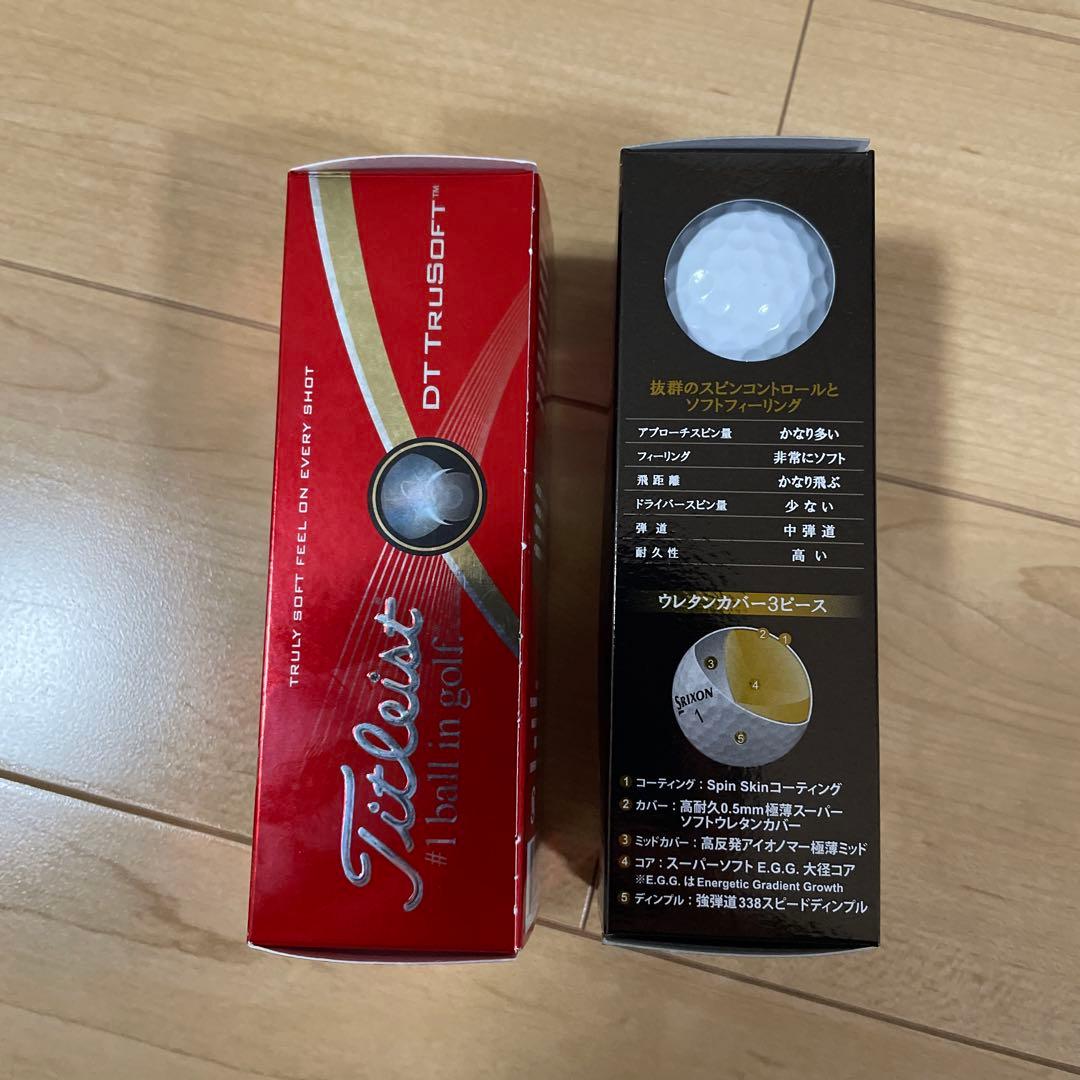 TRULY SOFT FEEL ON EVERY SHOT
DT TRUSOFT™
Titleist
#1 ball in golf.
抜群のスピンコントロールと
ソフトフィーリング
アプローチスピン量 かなり多い
フィーリング 非常にソフト
飛距離 かなり飛ぶ
ドライバースピン量 少ない
弾道 中弾道
耐久性 高い
ウレタンカバー3ピース
2 1
3
4
SRIXON
1
5
1 コーティング：Spin Skinコーティング
2 カバー：高耐久0.5mm極薄スーパー
ソフトウレタンカバー
3 ミッドカバー：高反発アイオノマー極薄ミッド
4 コア：スーパーソフト E.G.G. 大径コア
※E.G.G. はEnergetic Gradient Growth
5 ディンプル：強弾道338スピードディンプル